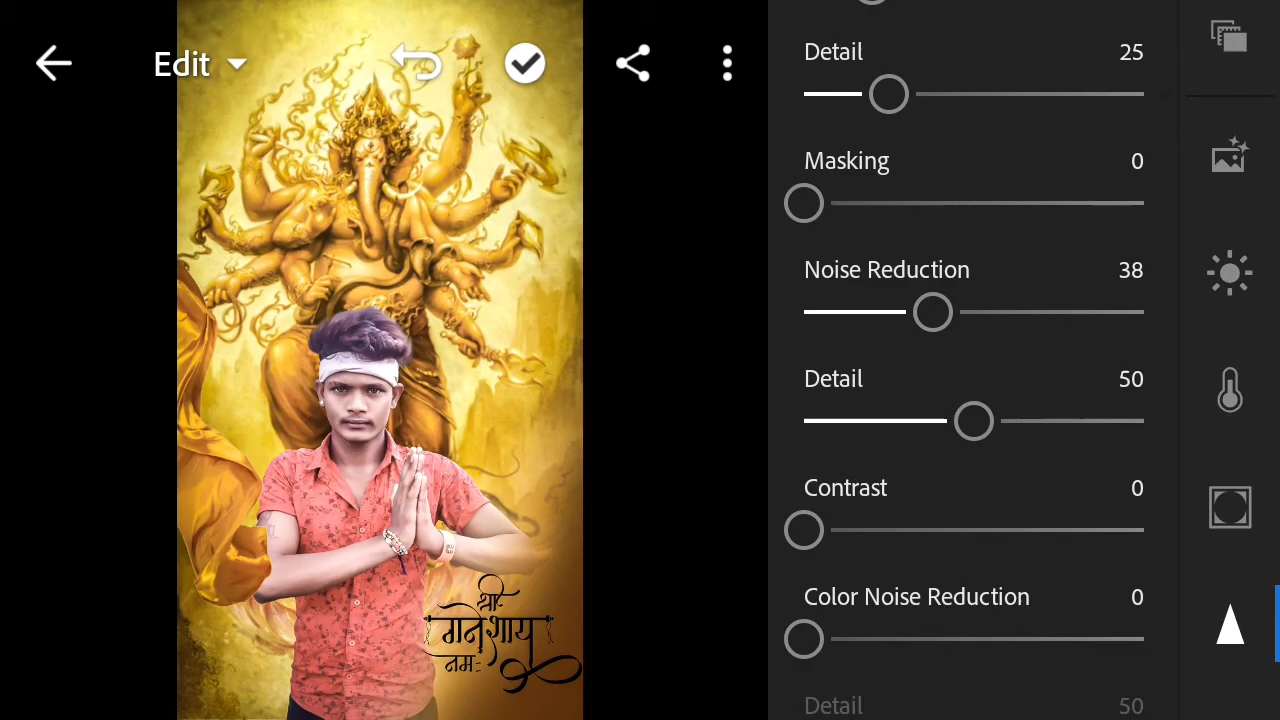 Edit
Detail 25
Masking 0
Noise Reduction 38
Detail 50
Contrast 0
Color Noise Reduction 0
Detail 50
श्री
गनेशाय
नमः